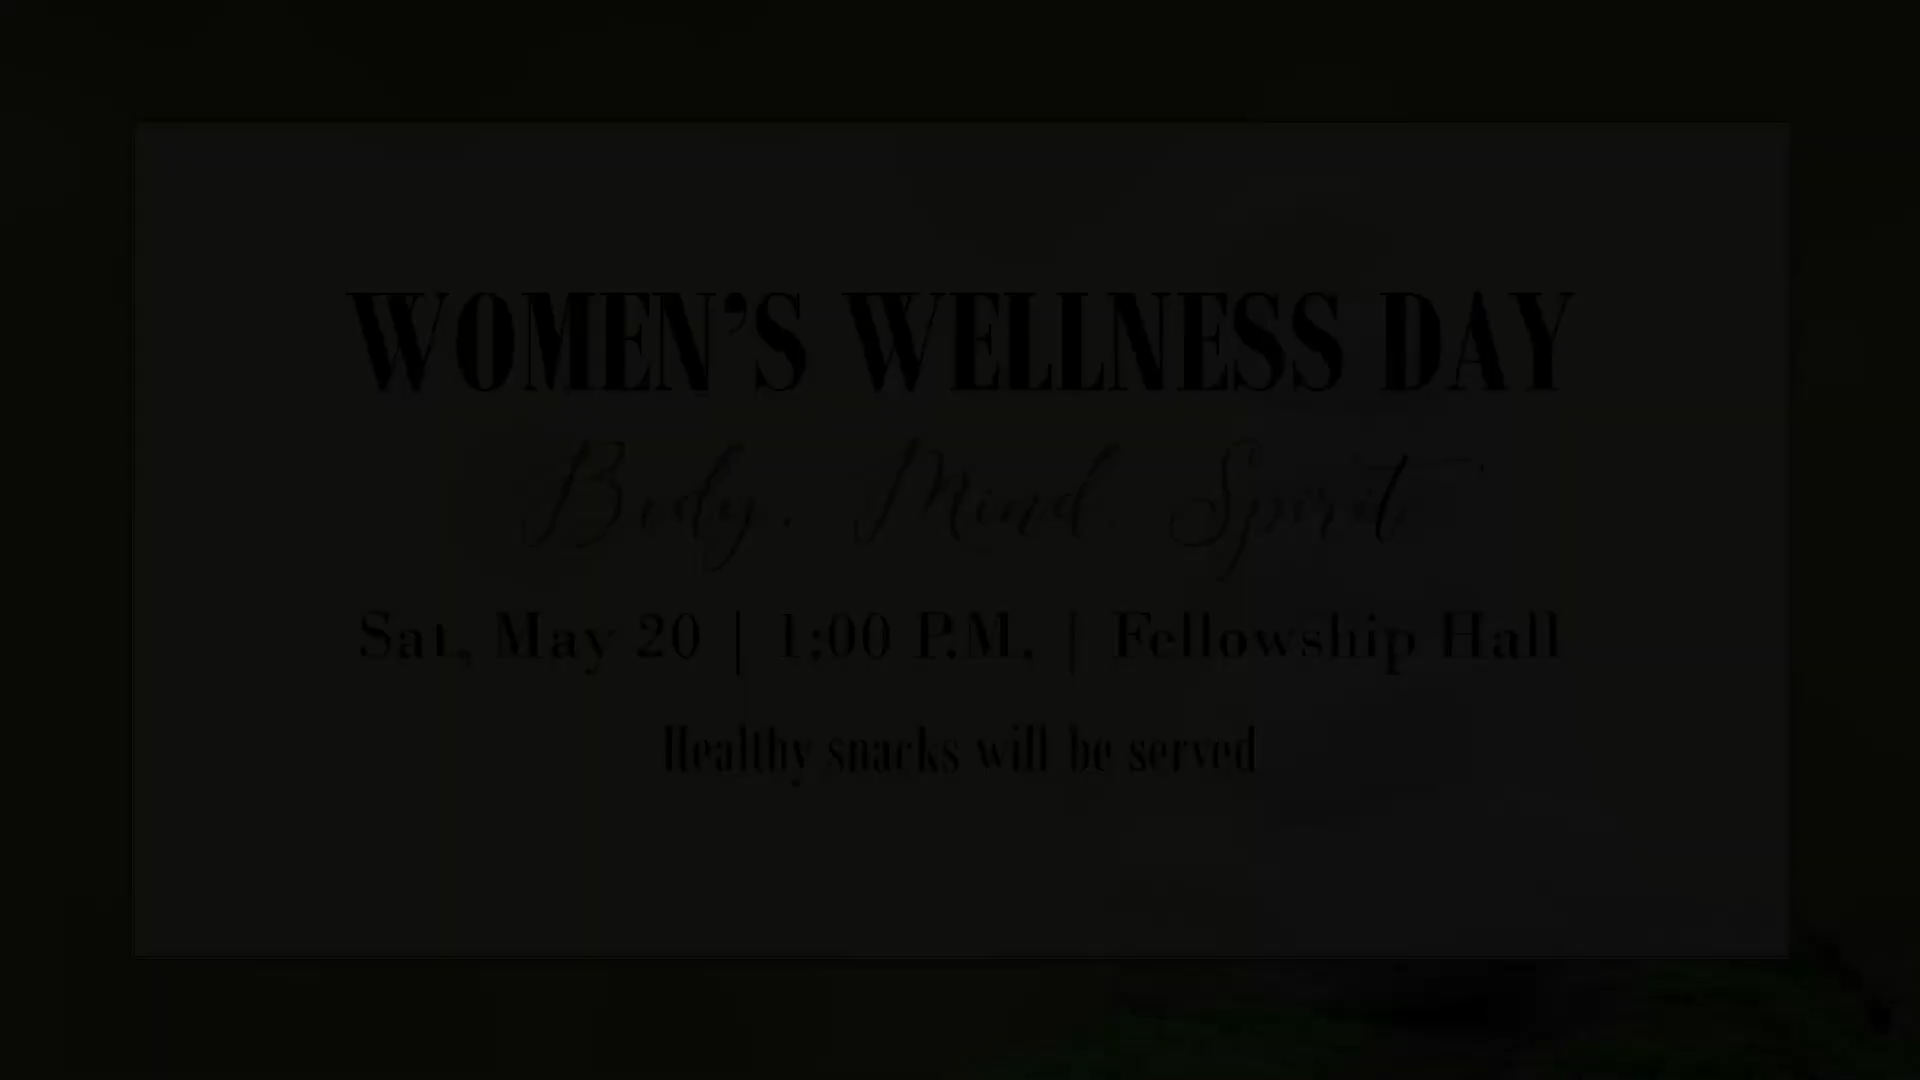 WOMEN'S WELLNESS DAY
Body. Mind. Spirit
Sat, May 20 | 1:00 P.M. | Fellowship Hall
Healthy snacks will be served